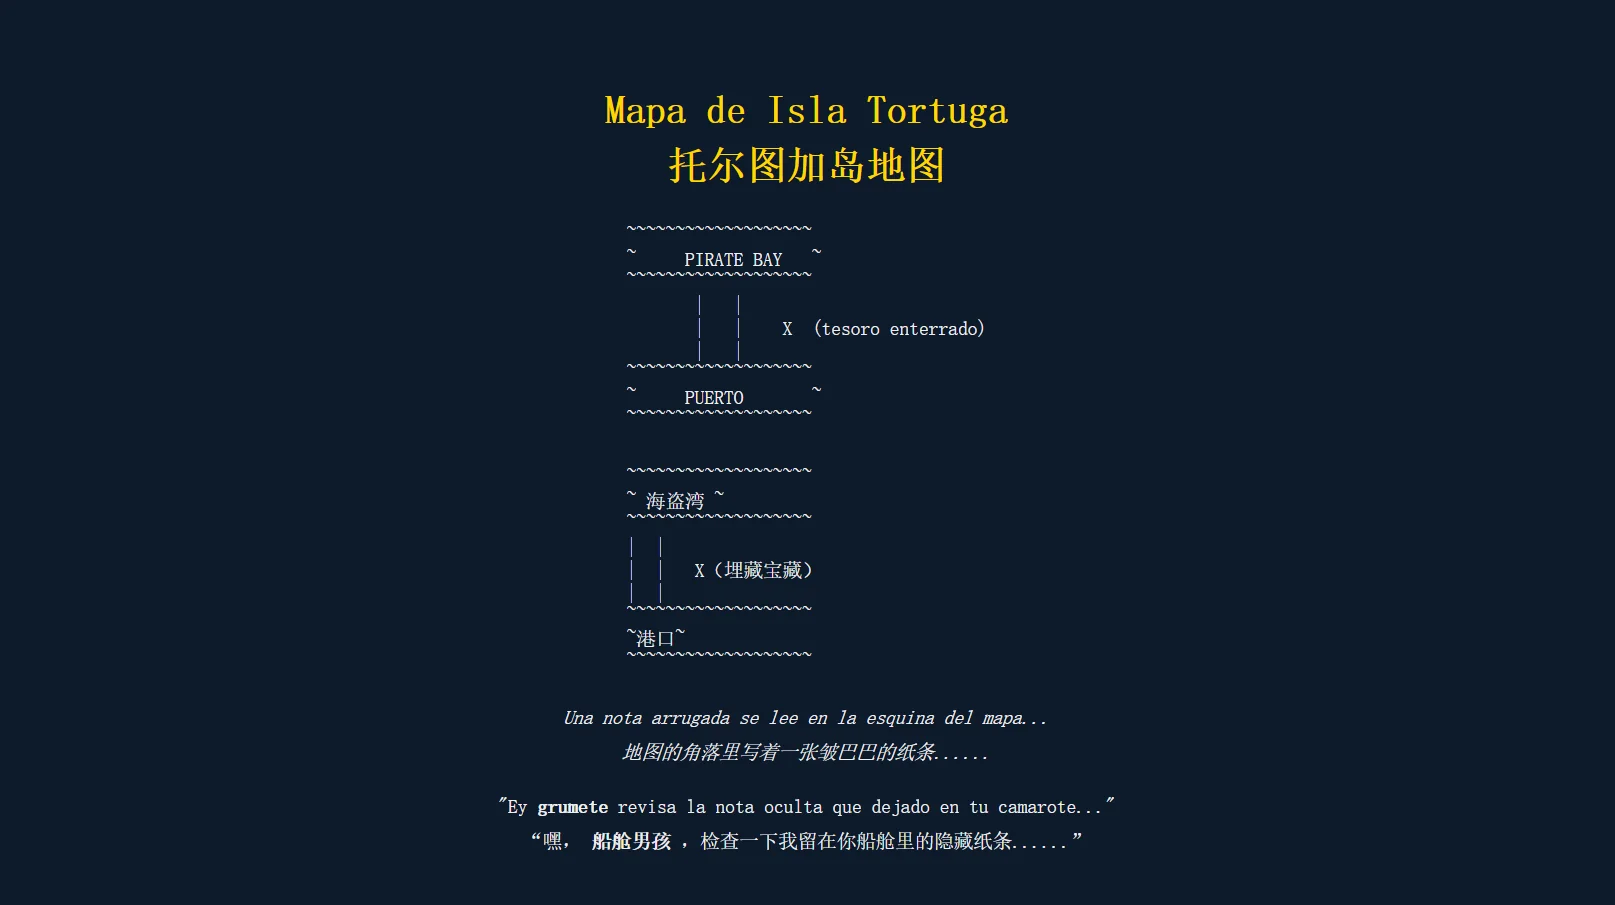 Mapa de Isla Tortuga
托尔图加岛地图
~~~~~~~~~~~~~~~~~~~
~     PIRATE BAY   ~
~~~~~~~~~~~~~~~~~~~
       |   |
       |   |    X  (tesoro enterrado)
       |   |
~~~~~~~~~~~~~~~~~~~
~     PUERTO       ~
~~~~~~~~~~~~~~~~~~~
~~~~~~~~~~~~~~~~~~~
~ 海盗湾 ~
~~~~~~~~~~~~~~~~~~~
|  |
|  |   X（埋藏宝藏）
|  |
~~~~~~~~~~~~~~~~~~~
~港口~
~~~~~~~~~~~~~~~~~~~
Una nota arrugada se lee en la esquina del mapa...
地图的角落里写着一张皱巴巴的纸条......
"Ey grumete revisa la nota oculta que dejado en tu camarote..."
“嘿， 船舱男孩 ，检查一下我留在你船舱里的隐藏纸条......”